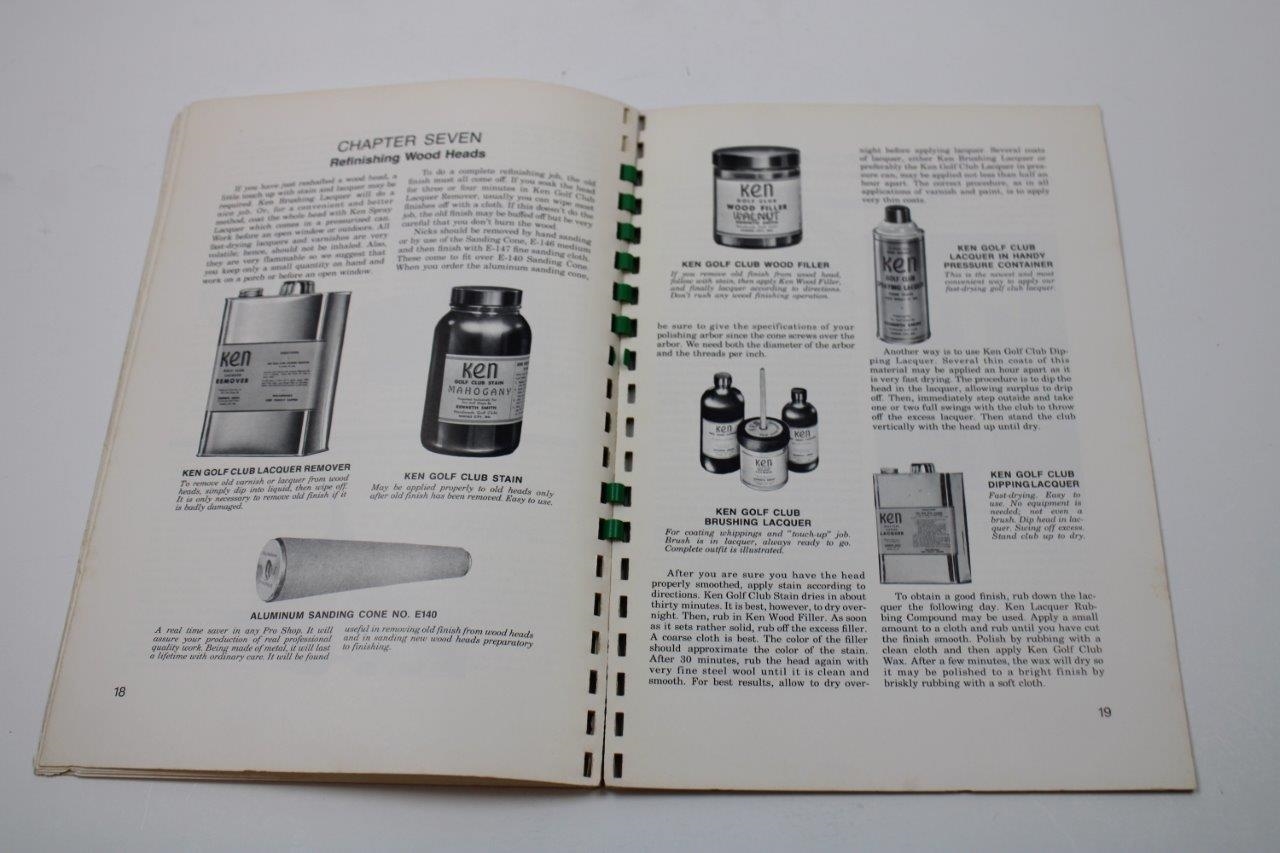 CHAPTER SEVEN
Refinishing Wood Heads
If you have just reshafted a wood head, a
little touch up with stain and lacquer may be
required. Ken Brushing Lacquer will do a
nice job. Or, for a convenient and better
method, coat the whole head with Ken Spray
Lacquer which comes in a pressurized can.
Work before an open window or outdoors. All
fast-drying lacquers and varnishes are very
volatile; hence, should not be inhaled. Also,
they are very flammable so we suggest that
you keep only a small quantity on hand and
work on a porch or before an open window.
To do a complete refinishing job, the old
finish must all come off. If you soak the head
for three or four minutes in Ken Golf Club
Lacquer Remover, usually you can wipe most
finishes off with a cloth. If this doesn't do the
job, the old finish may be buffed off but be very
careful that you don't burn the wood.
Nicks should be removed by hand sanding
or by use of the Sanding Cone, E-146 medium,
and then finish with E-147 fine sanding cloth.
These come to fit over E-140 Sanding Cone.
When you order the aluminum sanding cone,
Ken
REMOVER
Ken
GOLF CLUB STAIN
MAHOGANY
KENNETH SMITH
KEN GOLF CLUB LACQUER REMOVER
To remove old varnish or lacquer from wood
heads, simply dip into liquid, then wipe off.
It is only necessary to remove old finish if it
is badly damaged.
KEN GOLF CLUB STAIN
May be applied properly to old heads only
after old finish has been removed. Easy to use.
ALUMINUM SANDING CONE NO. E140
A real time saver in any Pro Shop. It will
assure your production of real professional
quality work. Being made of metal, it will last
a lifetime with ordinary care. It will be found
useful in removing old finish from wood heads
and in sanding new wood heads preparatory
to finishing.
18
Ken
GOLF CLUB
WOOD FILLER
WALNUT
KEN GOLF CLUB WOOD FILLER
If you remove old finish from wood head,
follow with stain, then apply Ken Wood Filler,
and finally lacquer according to directions.
Don't rush any wood finishing operation.
be sure to give the specifications of your
polishing arbor since the cone screws over the
arbor. We need both the diameter of the arbor
and the threads per inch.
Ken
Ken
Ken
KEN GOLF CLUB
BRUSHING LACQUER
For coating whippings and "touch-up" job.
Brush is in lacquer, always ready to go.
Complete outfit is illustrated.
After you are sure you have the head
properly smoothed, apply stain according to
directions. Ken Golf Club Stain dries in about
thirty minutes. It is best, however, to dry over-
night. Then, rub in Ken Wood Filler. As soon
as it sets rather solid, rub off the excess filler.
A coarse cloth is best. The color of the filler
should approximate the color of the stain.
After 30 minutes, rub the head again with
very fine steel wool until it is clean and
smooth. For best results, allow to dry over-
night before applying lacquer. Several coats
of lacquer, either Ken Brushing Lacquer or
preferably the Ken Golf Club Lacquer in pres-
sure can, may be applied not less than half an
hour apart. The correct procedure, as in all
applications of varnish and paint, is to apply
very thin coats.
Ken
GOLF CLUB
KEN GOLF CLUB
LACQUER IN HANDY
PRESSURE CONTAINER
This is the newest and most
convenient way to apply our
fast-drying golf club lacquer.
Another way is to use Ken Golf Club Dip-
ping Lacquer. Several thin coats of this
material may be applied an hour apart as it
is very fast drying. The procedure is to dip the
head in the lacquer, allowing surplus to drip
off. Then, immediately step outside and take
one or two full swings with the club to throw
off the excess lacquer. Then stand the club
vertically with the head up until dry.
Ken
LACQUER
KEN GOLF CLUB
DIPPING LACQUER
Fast-drying. Easy to
use. No equipment is
needed; not even a
brush. Dip head in lac-
quer. Swing off excess.
Stand club up to dry.
To obtain a good finish, rub down the lac-
quer the following day. Ken Lacquer Rub-
bing Compound may be used. Apply a small
amount to a cloth and rub until you have cut
the finish smooth. Polish by rubbing with a
clean cloth and then apply Ken Golf Club
Wax. After a few minutes, the wax will dry so
it may be polished to a bright finish by
briskly rubbing with a soft cloth.
19